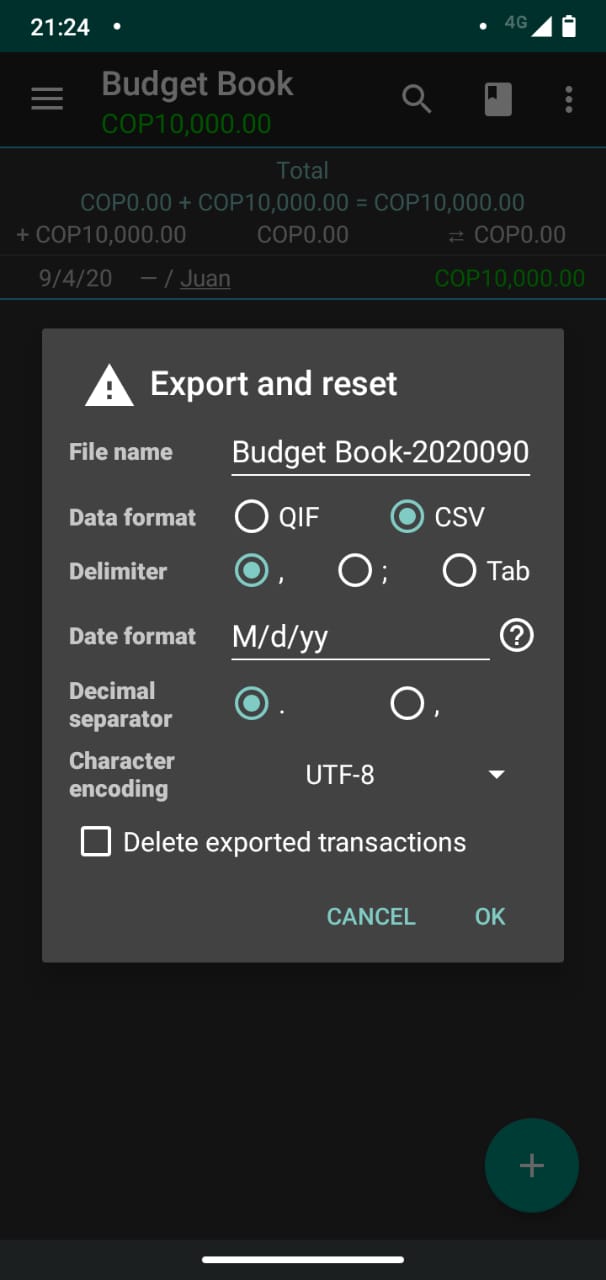 21:24
4G
Budget Book
COP10,000.00
Total
COP0.00 + COP10,000.00 = COP10,000.00
+ COP10,000.00 COP0.00 ⇄ COP0.00
9/4/20 — / Juan COP10,000.00
Export and reset
File name Budget Book-2020090
Data format QIF CSV
Delimiter , ; Tab
Date format M/d/yy
Decimal
separator . ,
Character
encoding UTF-8
Delete exported transactions
CANCEL OK